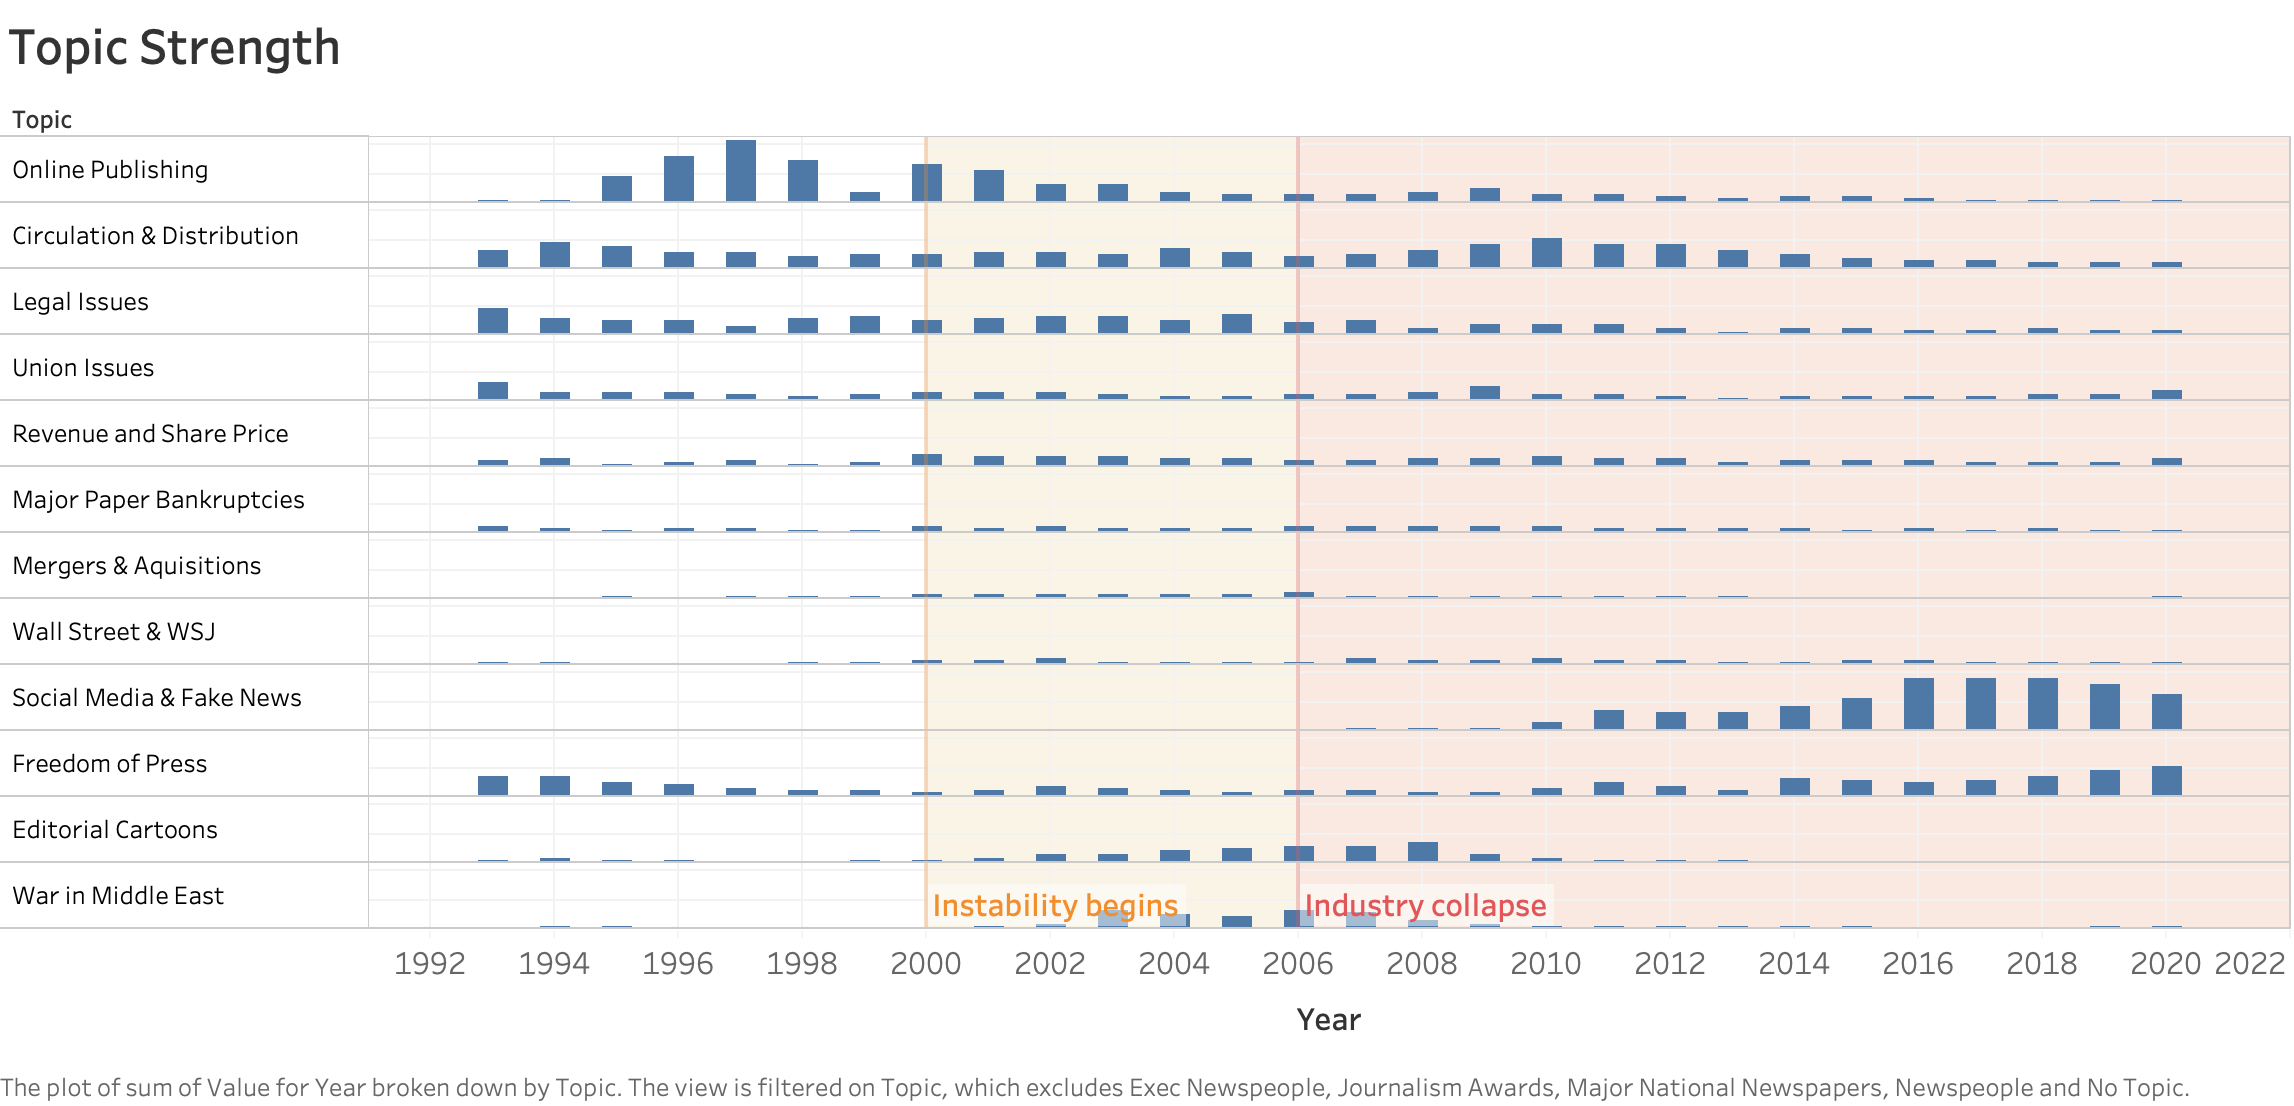 Topic Strength
Topic
Online Publishing
Circulation & Distribution
Legal Issues
Union Issues
Revenue and Share Price
Major Paper Bankruptcies
Mergers & Aquisitions
Wall Street & WSJ
Social Media & Fake News
Freedom of Press
Editorial Cartoons
War in Middle East
Instability begins Industry collapse
1992 1994 1996 1998 2000 2002 2004 2006 2008 2010 2012 2014 2016 2018 2020 2022
Year
The plot of sum of Value for Year broken down by Topic. The view is filtered on Topic, which excludes Exec Newspeople, Journalism Awards, Major National Newspapers, Newspeople and No Topic.